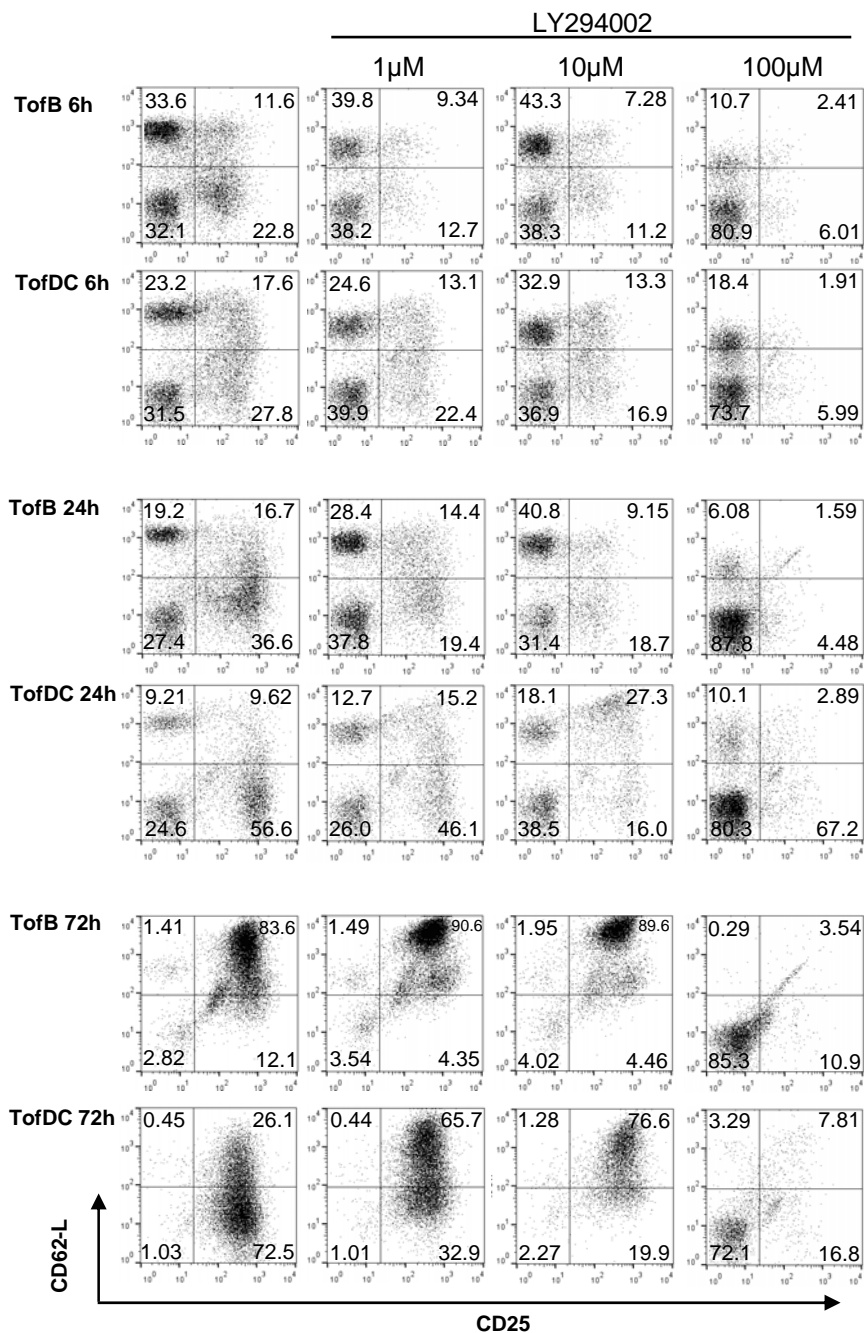 LY294002
1µM 10µM 100µM
TofB 6h 33.6 11.6 39.8 9.34 43.3 7.28 10.7 2.41
32.1 22.8 38.2 12.7 38.3 11.2 80.9 6.01
TofDC 6h 23.2 17.6 24.6 13.1 32.9 13.3 18.4 1.91
31.5 27.8 39.9 22.4 36.9 16.9 73.7 5.99
TofB 24h 19.2 16.7 28.4 14.4 40.8 9.15 6.08 1.59
27.4 36.6 37.8 19.4 31.4 18.7 87.8 4.48
TofDC 24h 9.21 9.62 12.7 15.2 18.1 27.3 10.1 2.89
24.6 56.6 26.0 46.1 38.5 16.0 80.3 67.2
TofB 72h 1.41 83.6 1.49 90.6 1.95 89.6 0.29 3.54
2.82 12.1 3.54 4.35 4.02 4.46 85.3 10.9
TofDC 72h 0.45 26.1 0.44 65.7 1.28 76.6 3.29 7.81
1.03 72.5 1.01 32.9 2.27 19.9 72.1 16.8
CD62-L
CD25